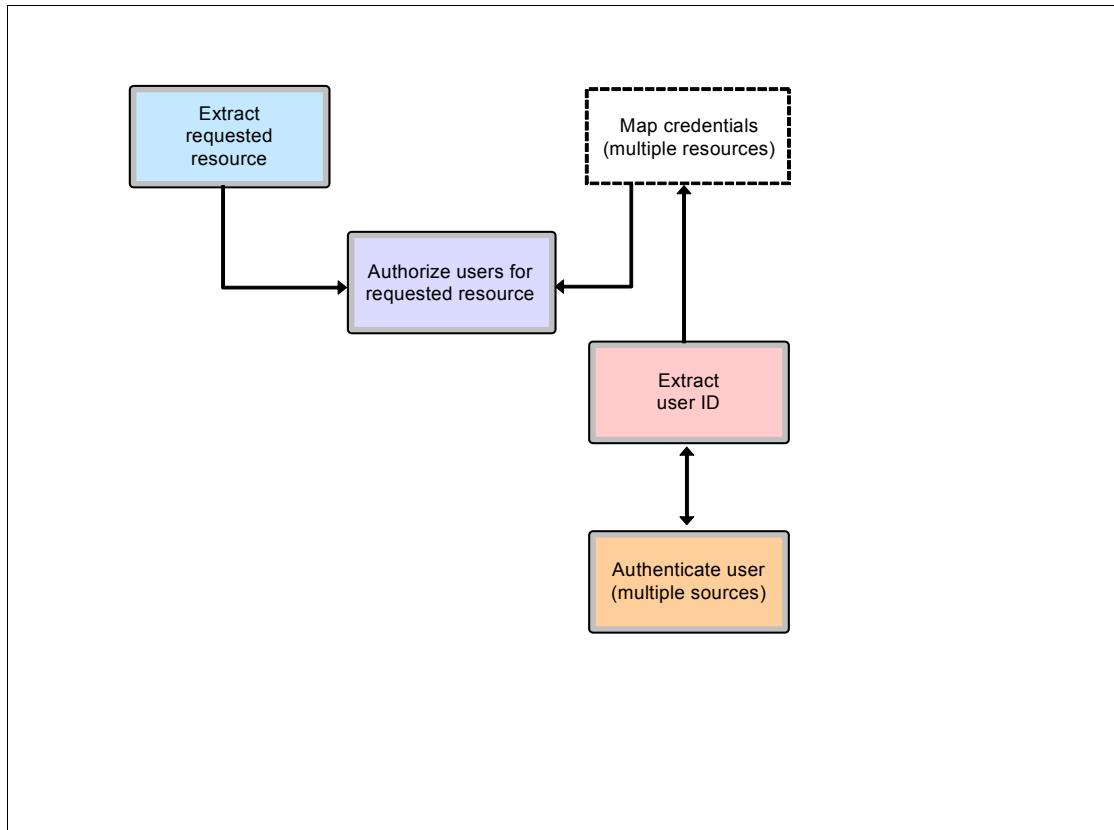 Extract
requested
resource
Map credentials
(multiple resources)
Authorize users for
requested resource
Extract
user ID
Authenticate user
(multiple sources)